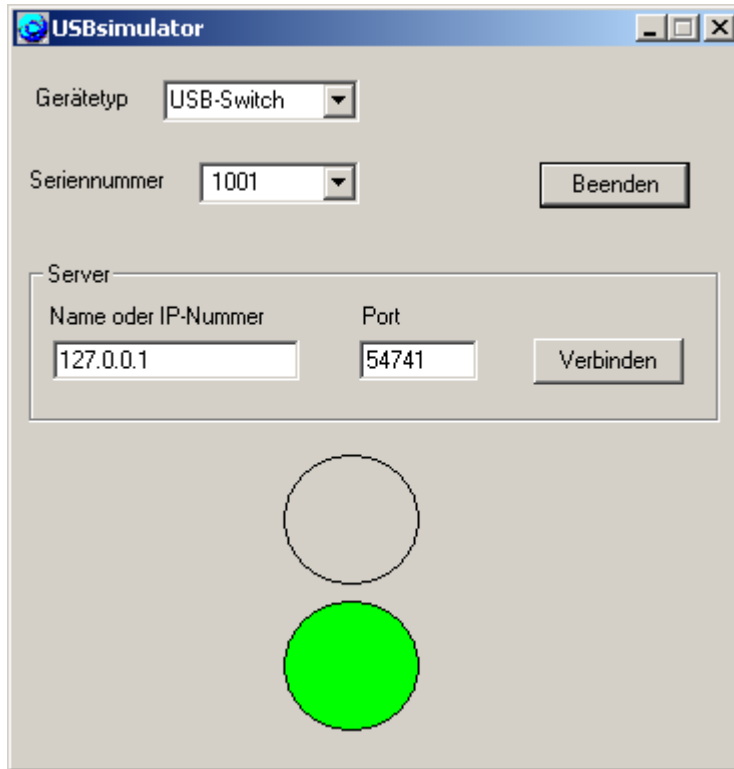 USBsimulator
Gerätetyp USB-Switch
Seriennummer 1001 Beenden
Server
Name oder IP-Nummer Port
127.0.0.1 54741 Verbinden